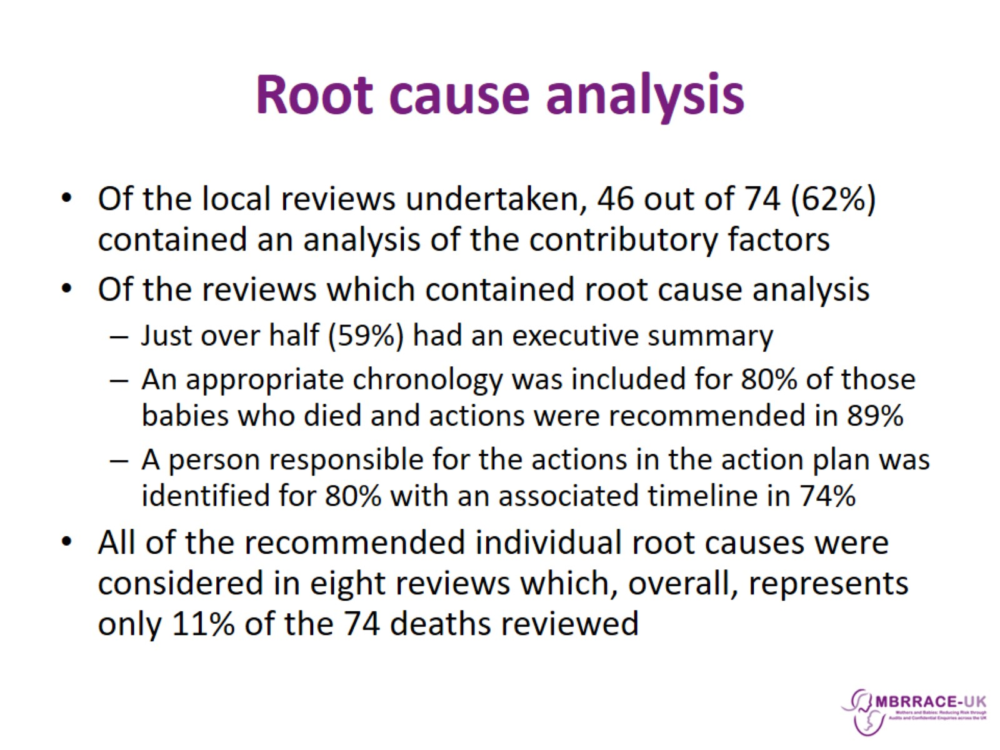 Root cause analysis
• Of the local reviews undertaken, 46 out of 74 (62%)
contained an analysis of the contributory factors
• Of the reviews which contained root cause analysis
– Just over half (59%) had an executive summary
– An appropriate chronology was included for 80% of those
babies who died and actions were recommended in 89%
– A person responsible for the actions in the action plan was
identified for 80% with an associated timeline in 74%
• All of the recommended individual root causes were
considered in eight reviews which, overall, represents
only 11% of the 74 deaths reviewed
MBRRACE-UK
Mothers and Babies: Reducing Risk through
Audits and Confidential Enquiries across the UK